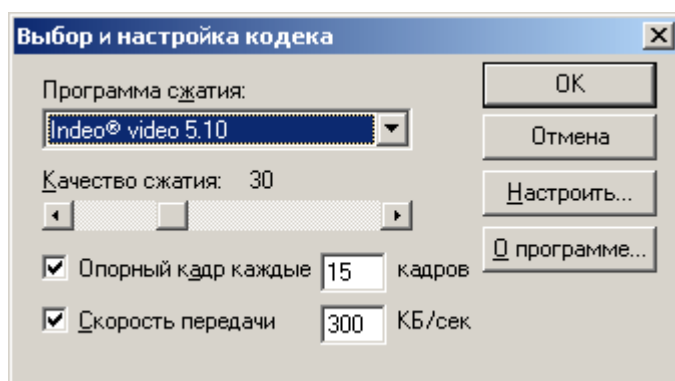 Выбор и настройка кодека
Программа сжатия:
Indeo® video 5.10
Качество сжатия: 30
Опорный кадр каждые 15 кадров
Скорость передачи 300 КБ/сек
OK
Отмена
Настроить...
О программе...